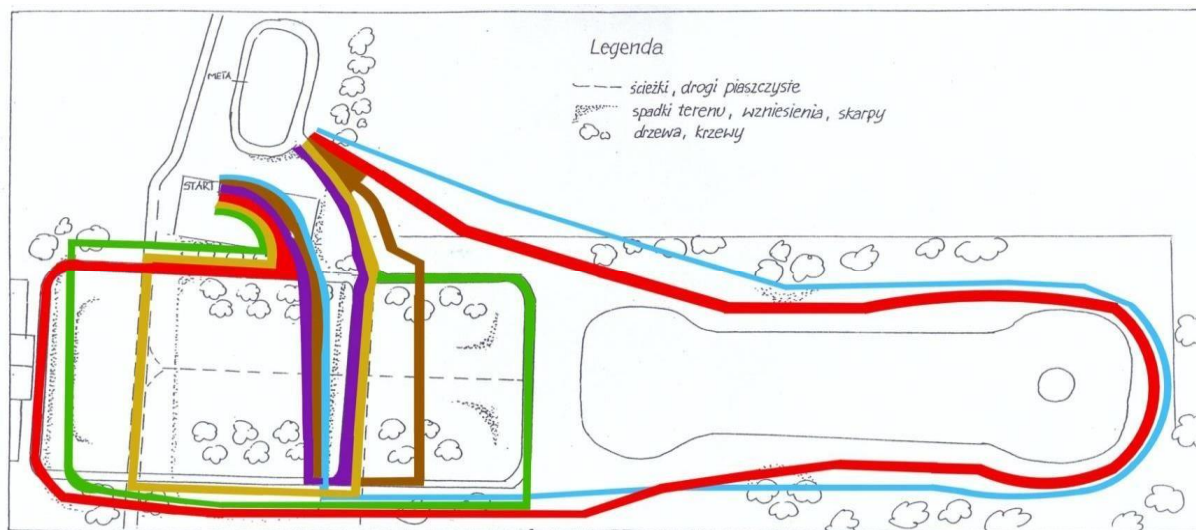 Legenda
META
ścieżki, drogi piaszczyste
spadki terenu, wzniesienia, skarpy
drzewa, krzewy
START